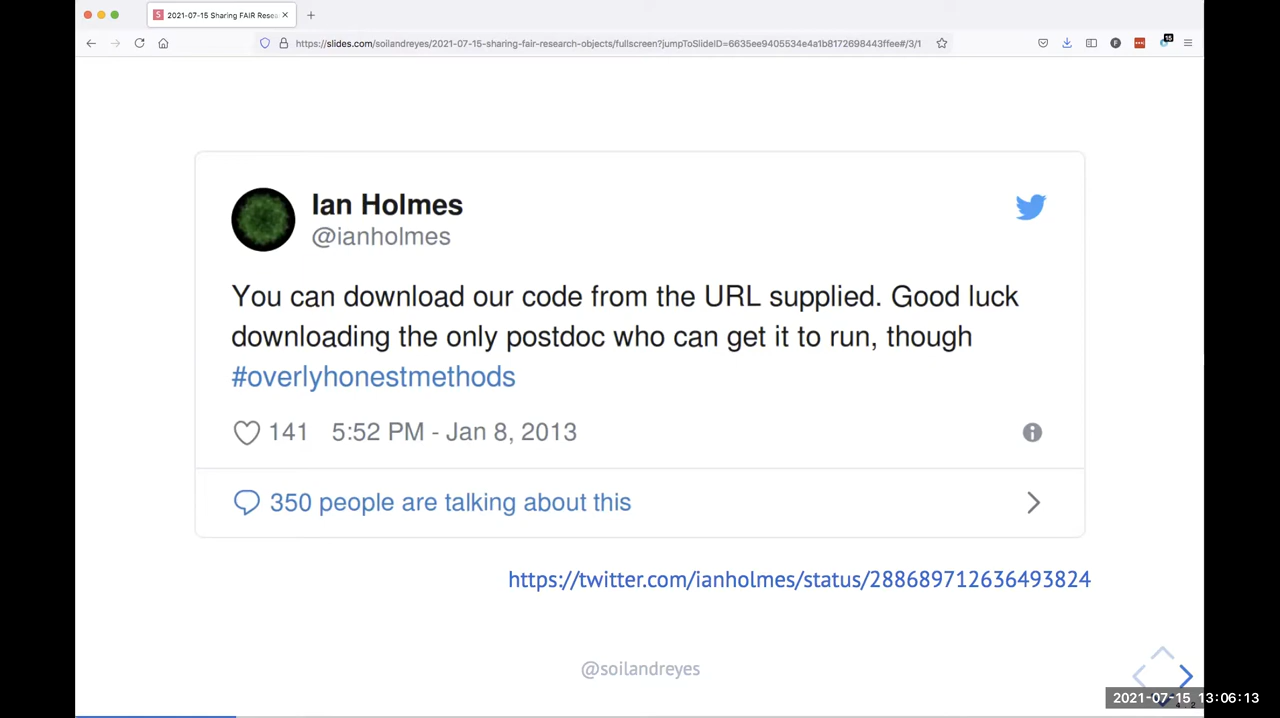 2021-07-15 Sharing FAIR Resea
https://slides.com/soilandreyes/2021-07-15-sharing-fair-research-objects/fullscreen?jumpToSlideID=6635ee9405534e4a1b8172698443ffee#/3/1
15
Ian Holmes
@ianholmes
You can download our code from the URL supplied. Good luck
downloading the only postdoc who can get it to run, though
#overlyhonestmethods
141 5:52 PM - Jan 8, 2013
350 people are talking about this
https://twitter.com/ianholmes/status/288689712636493824
@soilandreyes
2021-07-15 13:06:13